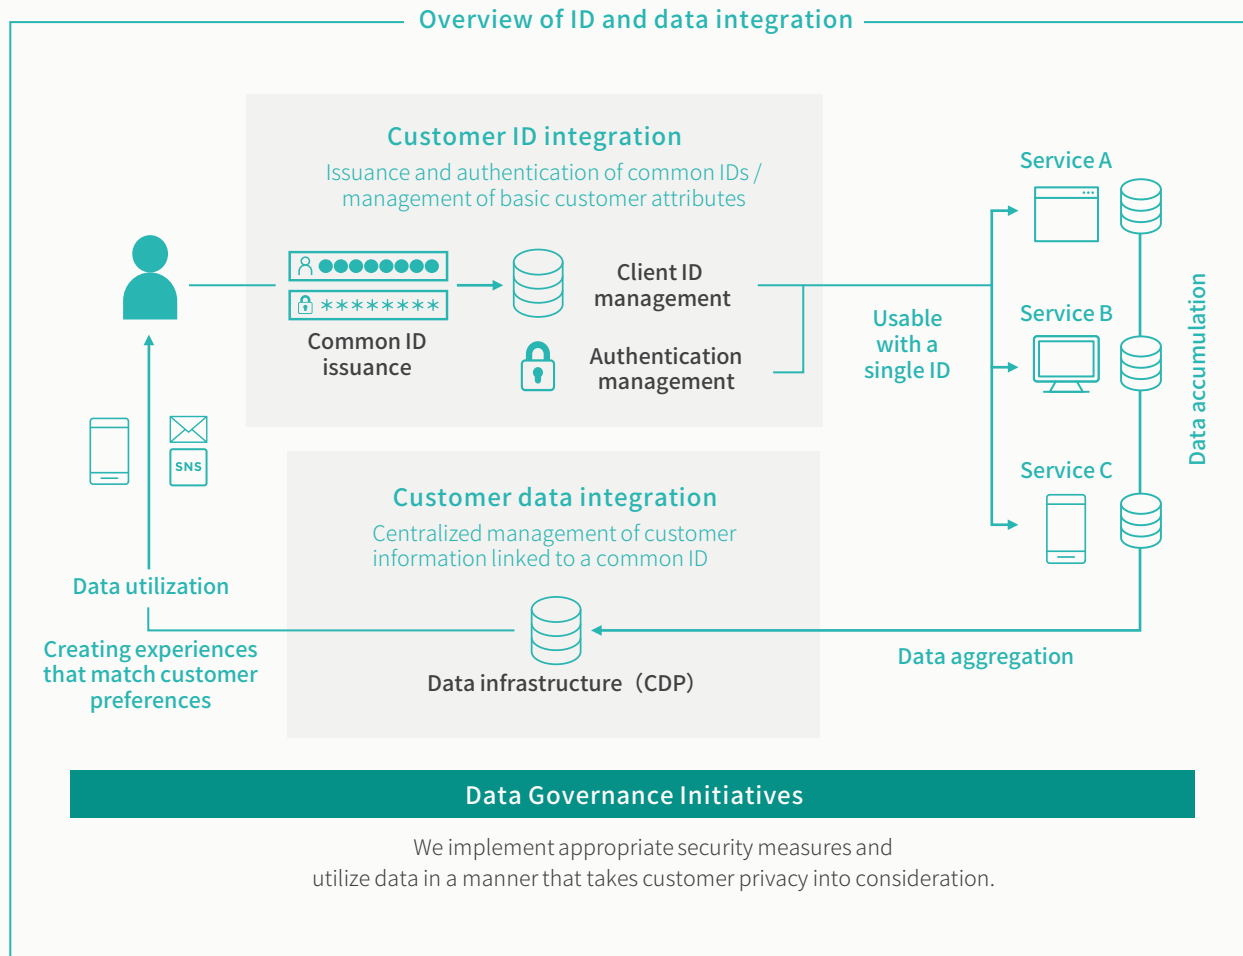 Overview of ID and data integration
Customer ID integration
Issuance and authentication of common IDs /
management of basic customer attributes
Common ID
issuance
Client ID
management
Authentication
management
Usable
with a
single ID
Service A
Service B
Service C
Data accumulation
SNS
Customer data integration
Centralized management of customer
information linked to a common ID
Data infrastructure（CDP）
Data aggregation
Data utilization
Creating experiences
that match customer
preferences
Data Governance Initiatives
We implement appropriate security measures and
utilize data in a manner that takes customer privacy into consideration.